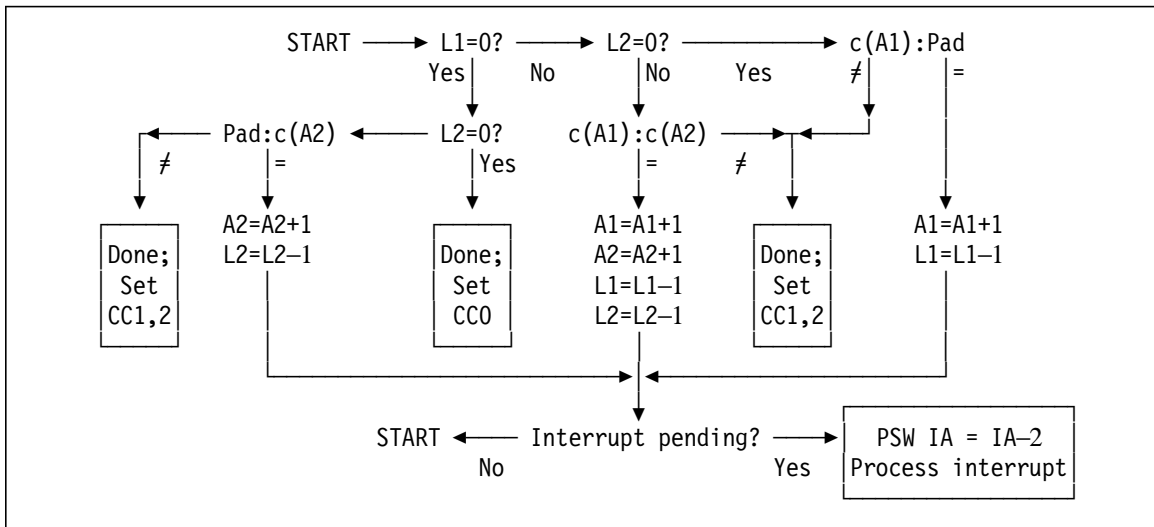 START L1=0? L2=0? c(A1):Pad
Yes No No Yes ≠ =
Pad:c(A2) L2=0? c(A1):c(A2)
≠ = Yes = ≠
A2=A2+1 A1=A1+1 A1=A1+1
Done; L2=L2–1 Done; A2=A2+1 Done; L1=L1–1
Set Set L1=L1–1 Set
CC1,2 CC0 L2=L2–1 CC1,2
START Interrupt pending? PSW IA = IA–2
No Yes Process interrupt